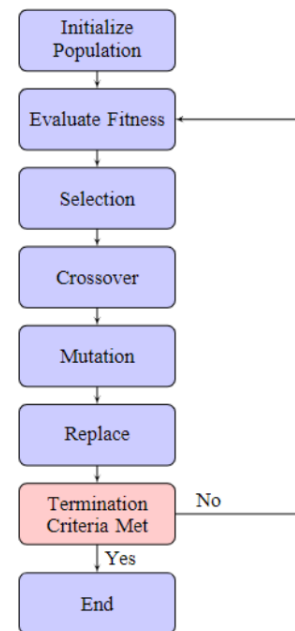 Initialize
Population
Evaluate Fitness
Selection
Crossover
Mutation
Replace
Termination
Criteria Met
No
Yes
End